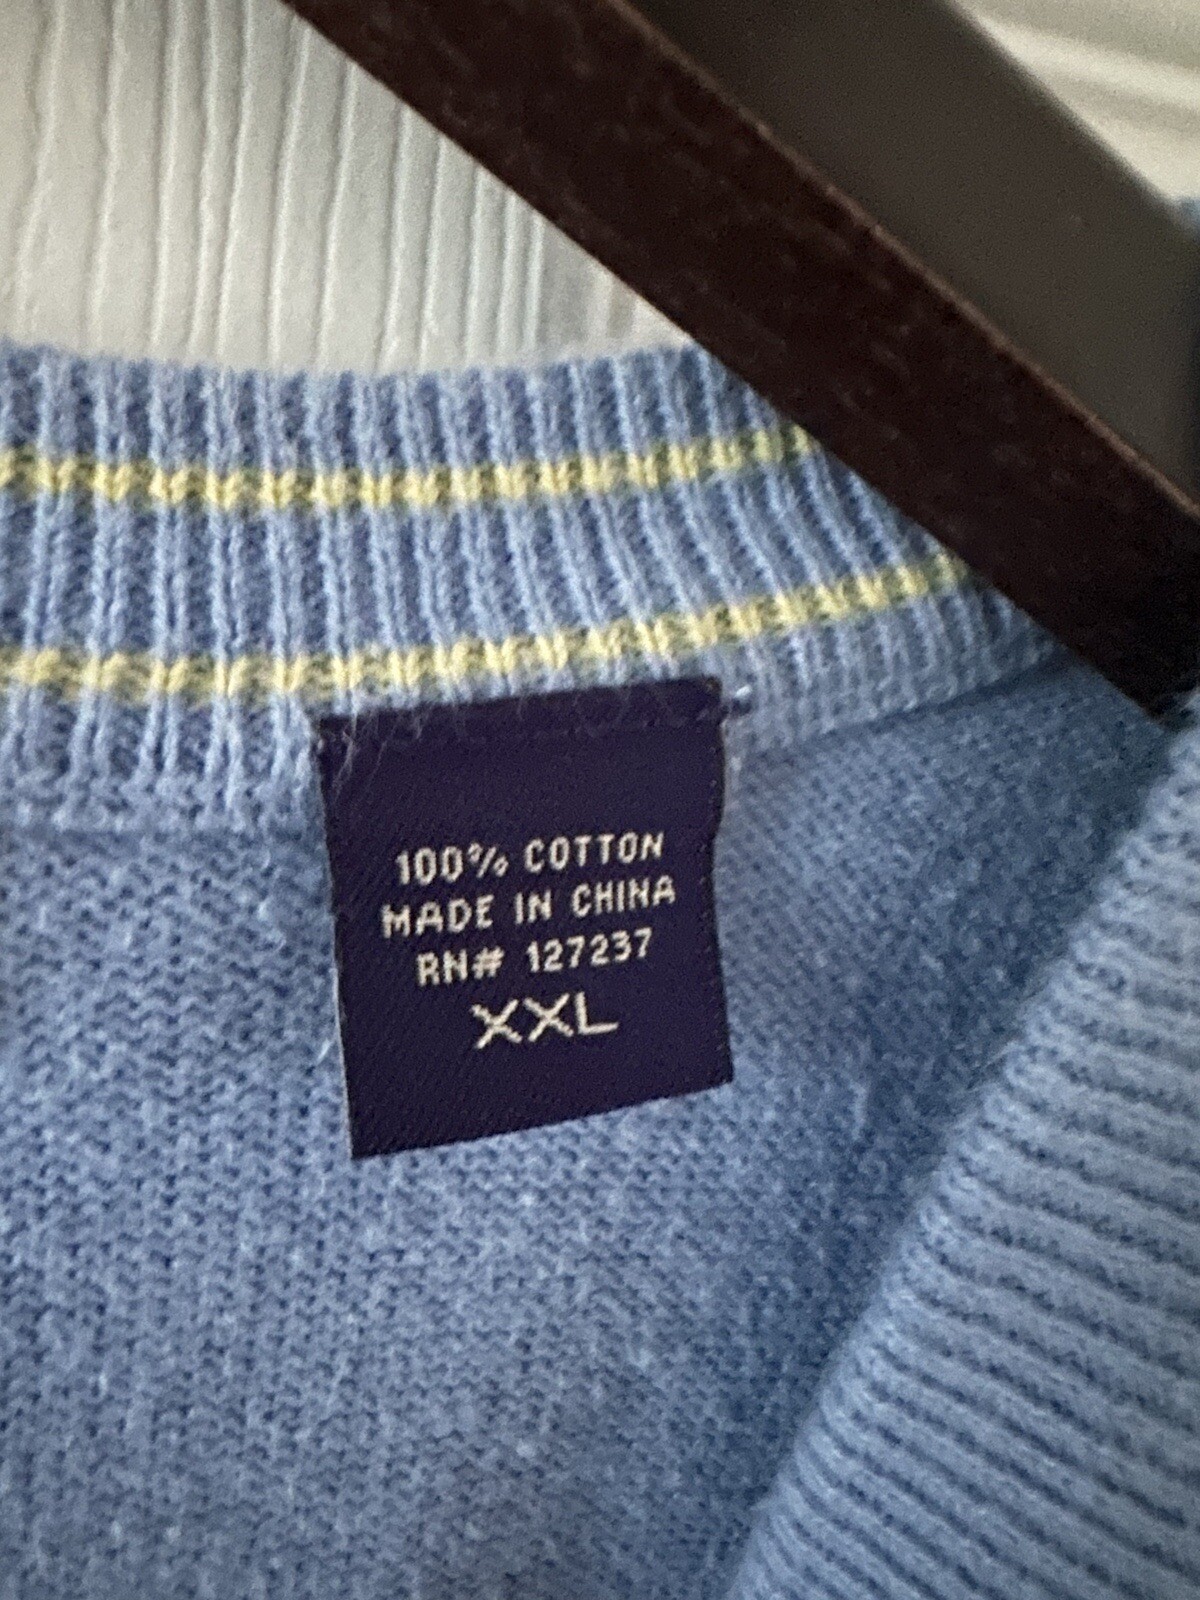 100% COTTON
MADE IN CHINA
RN# 127237
XXL